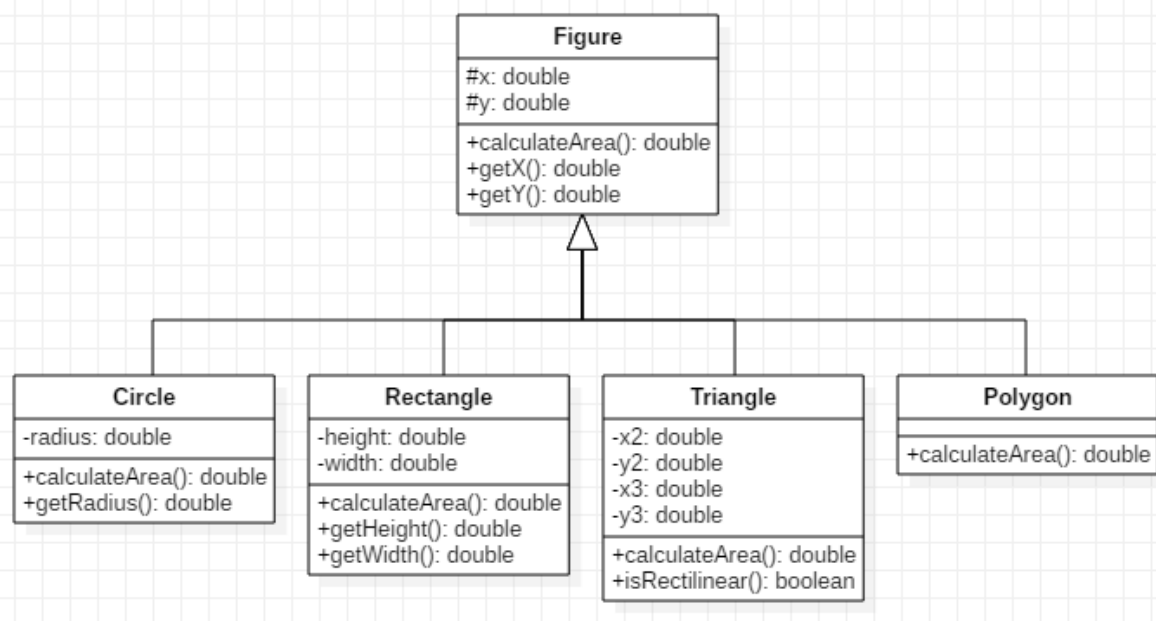 Figure
#x: double
#y: double
+calculateArea(): double
+getX(): double
+getY(): double
Circle
-radius: double
+calculateArea(): double
+getRadius(): double
Rectangle
-height: double
-width: double
+calculateArea(): double
+getHeight(): double
+getWidth(): double
Triangle
-x2: double
-y2: double
-x3: double
-y3: double
+calculateArea(): double
+isRectilinear(): boolean
Polygon
+calculateArea(): double